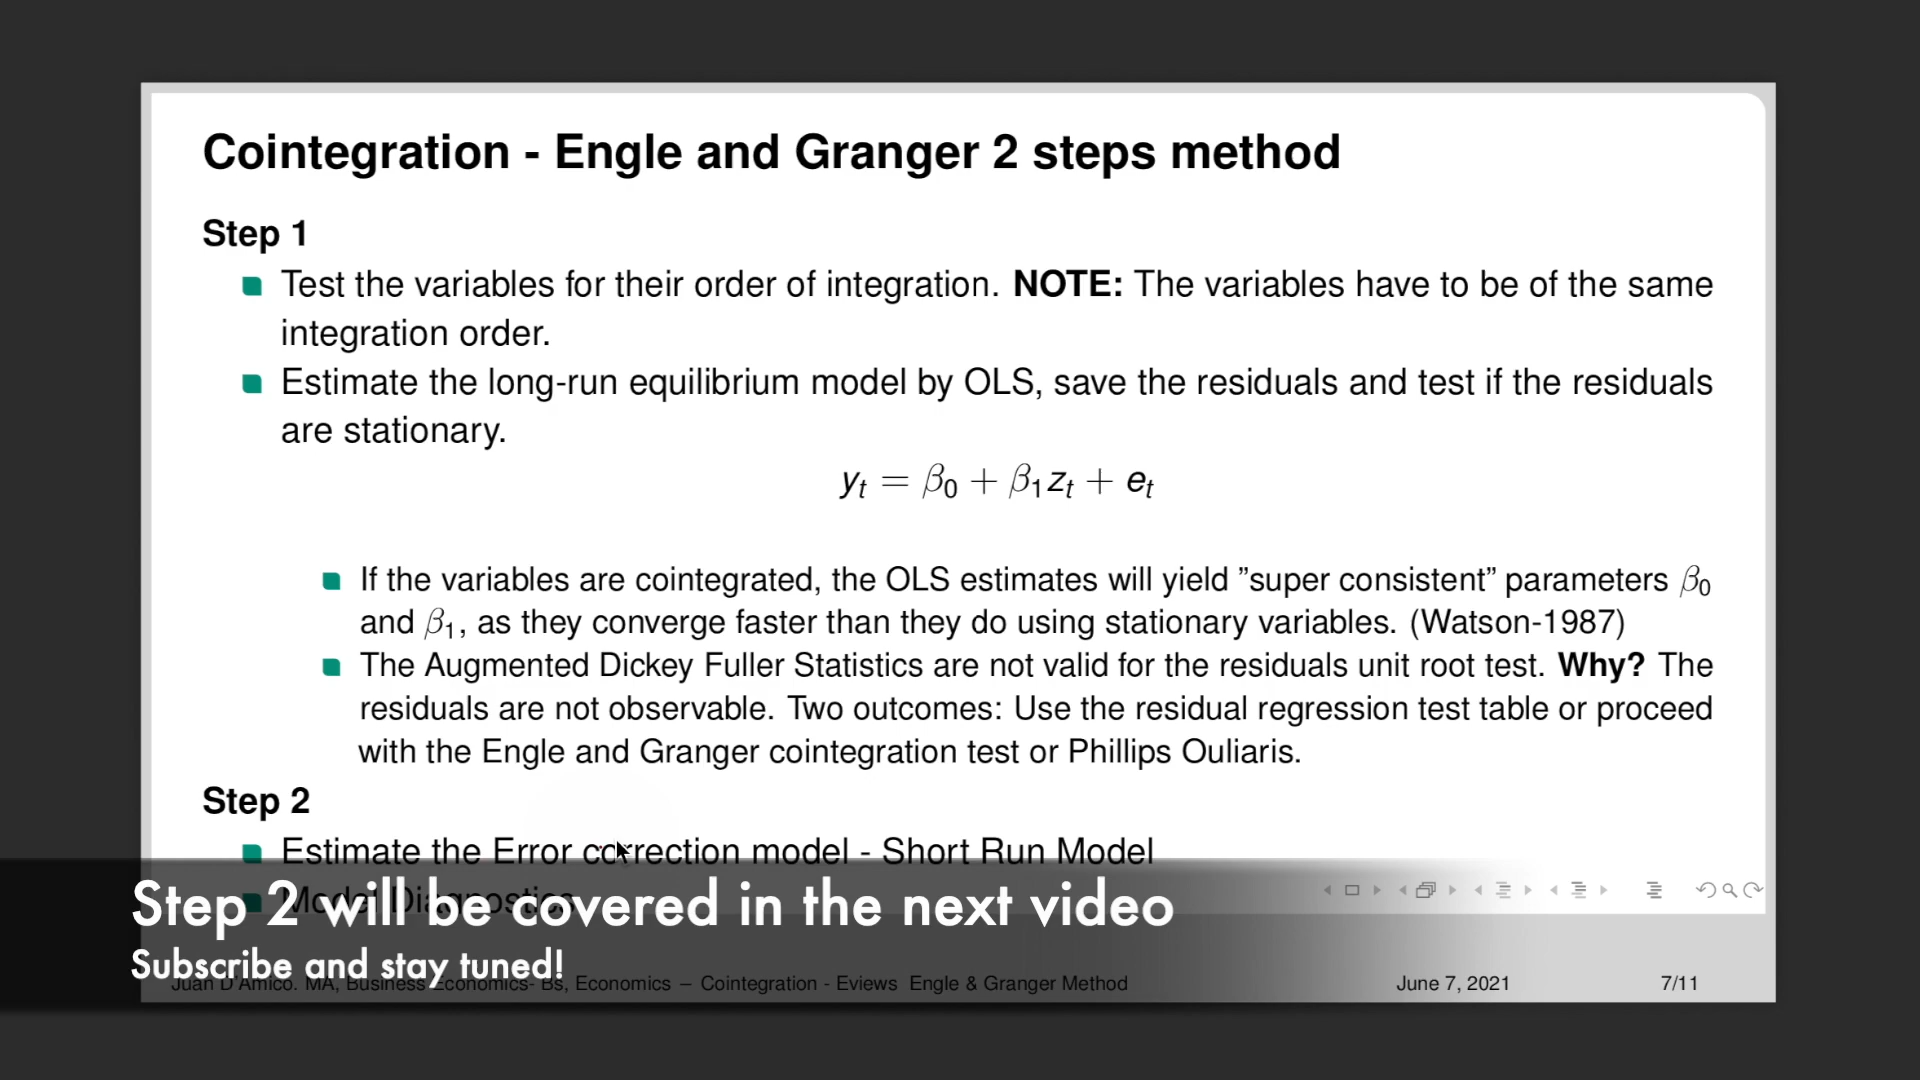 Cointegration - Engle and Granger 2 steps method
Step 1
Test the variables for their order of integration. NOTE: The variables have to be of the same
integration order.
Estimate the long-run equilibrium model by OLS, save the residuals and test if the residuals
are stationary.
yₜ = β₀ + β₁zₜ + eₜ
If the variables are cointegrated, the OLS estimates will yield ”super consistent” parameters β₀
and β₁, as they converge faster than they do using stationary variables. (Watson-1987)
The Augmented Dickey Fuller Statistics are not valid for the residuals unit root test. Why? The
residuals are not observable. Two outcomes: Use the residual regression test table or proceed
with the Engle and Granger cointegration test or Phillips Ouliaris.
Step 2
Estimate the Error correction model - Short Run Model
Model Diagnostics
Step 2 will be covered in the next video
Subscribe and stay tuned!
Juan D'Amico. MA, Business Economics- Bs, Economics – Cointegration - Eviews Engle & Granger Method June 7, 2021 7/11